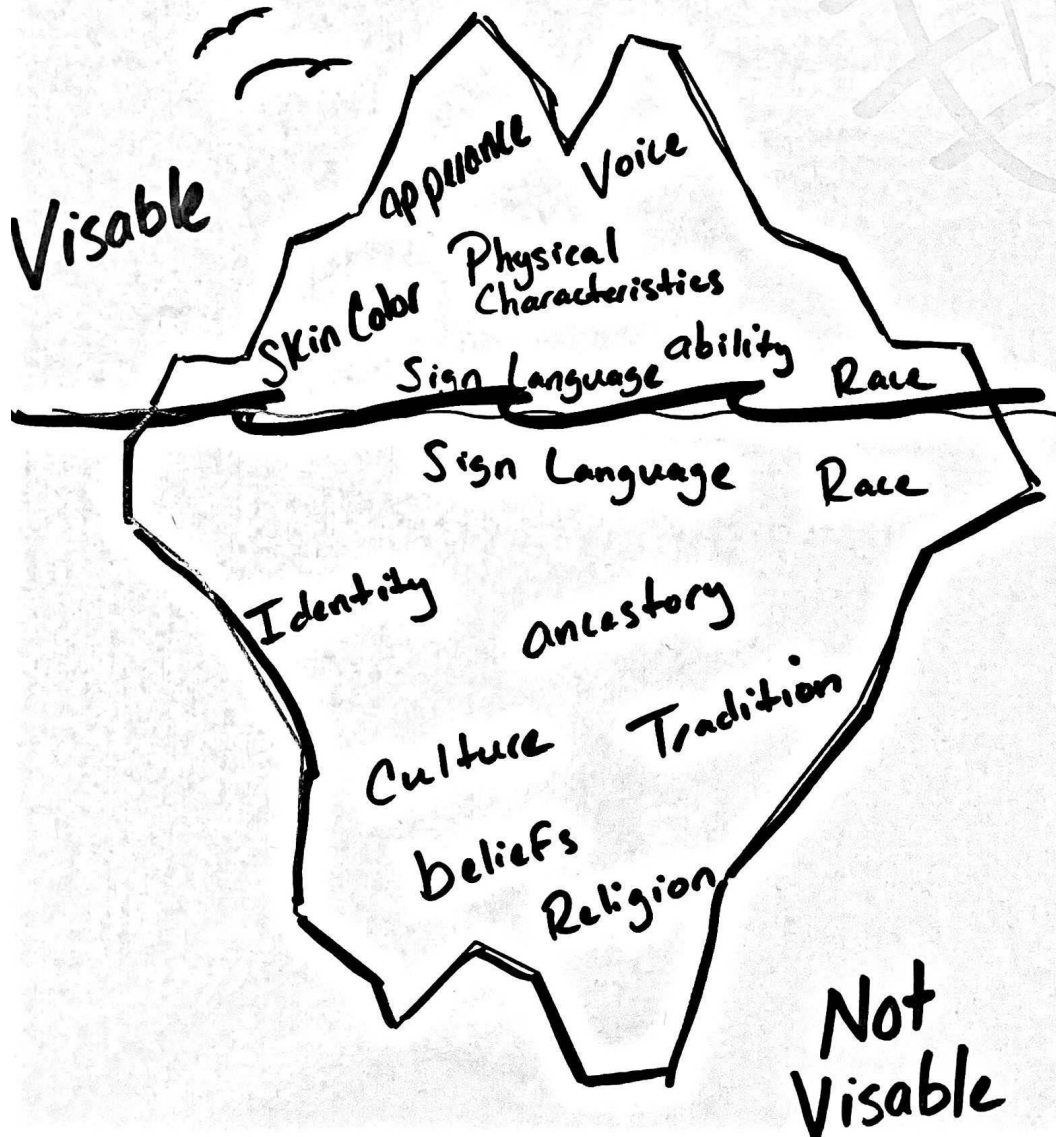 Visable
apperance
Voice
Physical
Characteristics
Skin Color
ability
Sign Language
Race
Sign Language
Race
Identity
ancestory
Tradition
Culture
beliefs
Religion
Not
Visable